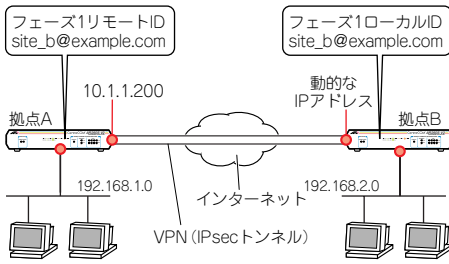 フェーズ1リモートID
site_b@example.com
フェーズ1ローカルID
site_b@example.com
10.1.1.200
動的な
IPアドレス
拠点A
拠点B
192.168.1.0
インターネット
192.168.2.0
VPN（IPsecトンネル）